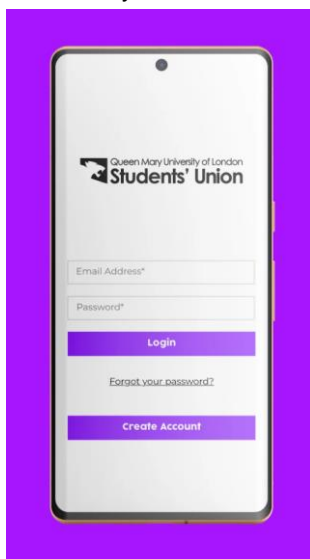 Queen Mary University of London
Students' Union
Email Address*
Password*
Login
Forgot your password?
Create Account